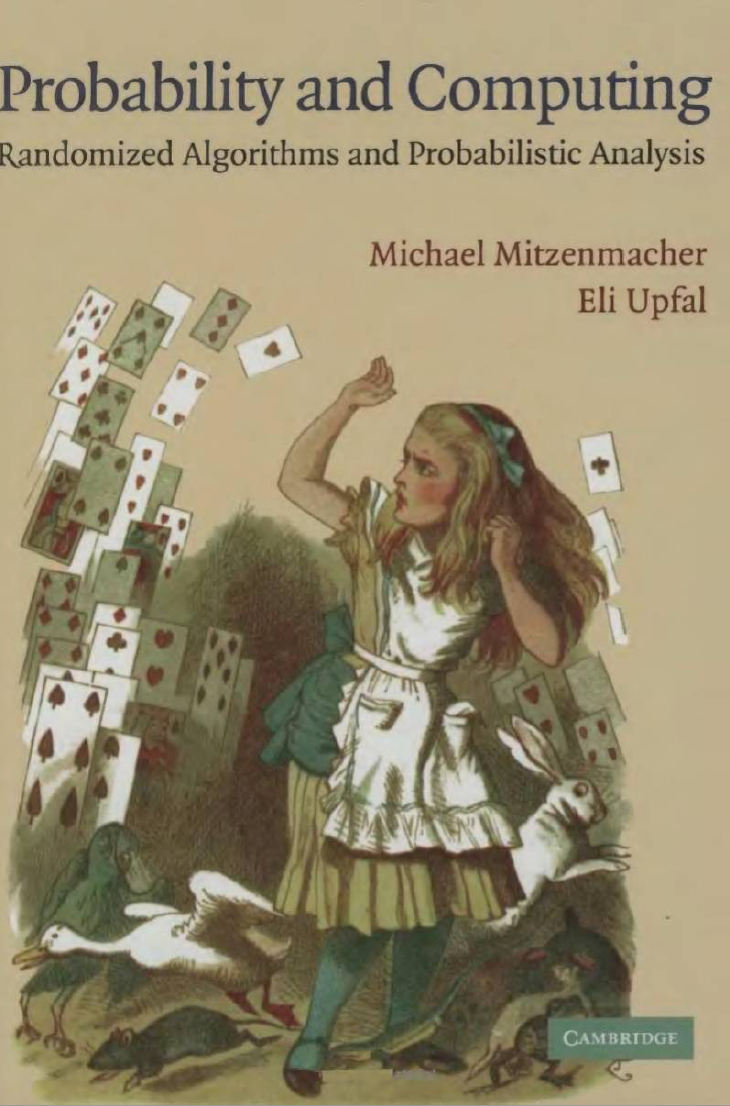 Probability and Computing
Randomized Algorithms and Probabilistic Analysis
Michael Mitzenmacher
Eli Upfal
CAMBRIDGE